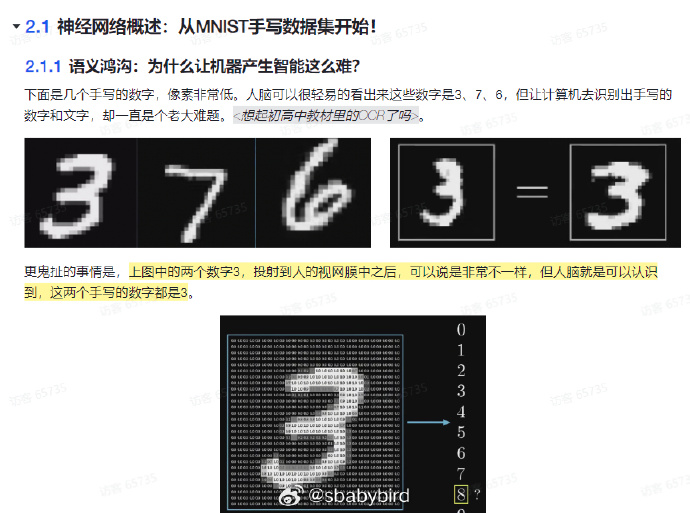 2.1 神经网络概述：从MNIST手写数据集开始！
2.1.1 语义鸿沟：为什么让机器产生智能这么难？
下面是几个手写的数字，像素非常低。人脑可以很轻易的看出来这些数字是3、7、6，但让计算机去识别出手写的
数字和文字，却一直是个老大难题。<想起初高中教材里的OCR了吗>。
3 7 6
3 = 3
更鬼扯的事情是，上图中的两个数字3，投射到人的视网膜中之后，可以说是非常不一样，但人脑就是可以认识
到，这两个手写的数字都是3。
0
1
2
3
4
5
6
7
8 ?
@sbabybird
访客 65735